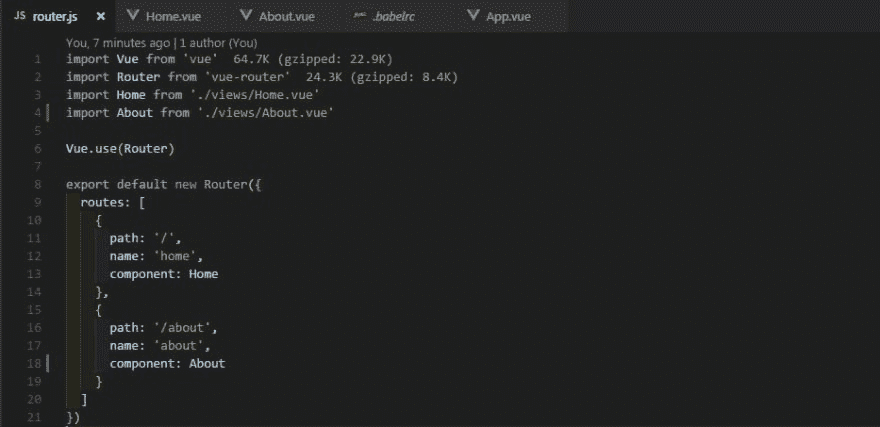 JS router.js × Home.vue About.vue .babelrc App.vue
You, 7 minutes ago | 1 author (You)
1 import Vue from 'vue' 64.7K (gzipped: 22.9K)
2 import Router from 'vue-router' 24.3K (gzipped: 8.4K)
3 import Home from './views/Home.vue'
4 import About from './views/About.vue'
5
6 Vue.use(Router)
7
8 export default new Router({
9   routes: [
10     {
11       path: '/',
12       name: 'home',
13       component: Home
14     },
15     {
16       path: '/about',
17       name: 'about',
18       component: About
19     }
20   ]
21 })